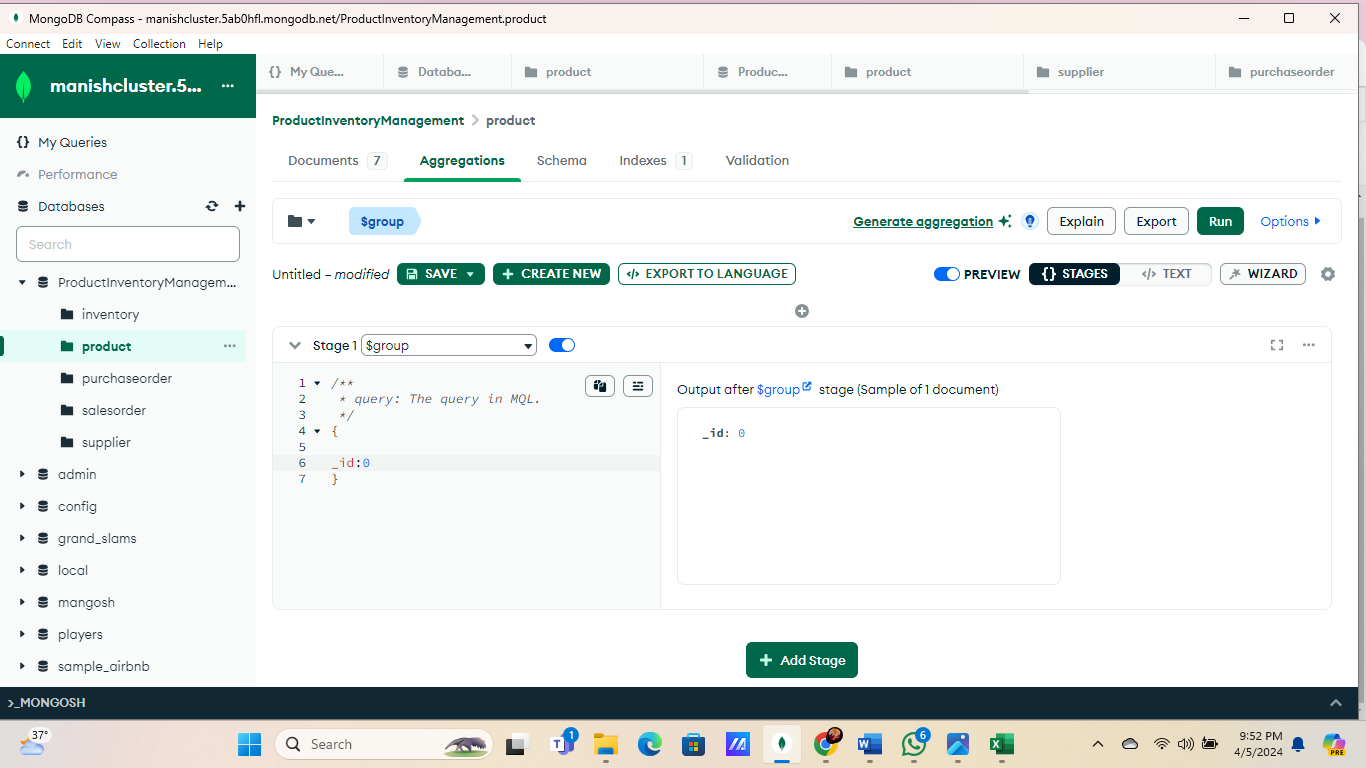 MongoDB Compass - manishcluster.5ab0hfl.mongodb.net/ProductInventoryManagement.product
Connect Edit View Collection Help
manishcluster.5... ...
{} My Que... Databa... product Produc... product supplier purchaseorder
ProductInventoryManagement > product
{} My Queries
Performance
Databases
Search
ProductInventoryManagem...
inventory
product ...
purchaseorder
salesorder
supplier
admin
config
grand_slams
local
mangosh
players
sample_airbnb
Documents 7 Aggregations Schema Indexes 1 Validation
$group Generate aggregation Explain Export Run Options
Untitled – modified SAVE + CREATE NEW </> EXPORT TO LANGUAGE PREVIEW {} STAGES </> TEXT WIZARD
Stage 1 $group ...
1 /**
2 * query: The query in MQL.
3 */
4 {
5
6 _id:0
7 }
Output after $group stage (Sample of 1 document)
_id: 0
+ Add Stage
>_MONGOSH
37°
Search
1
6
9:52 PM
4/5/2024
PRE